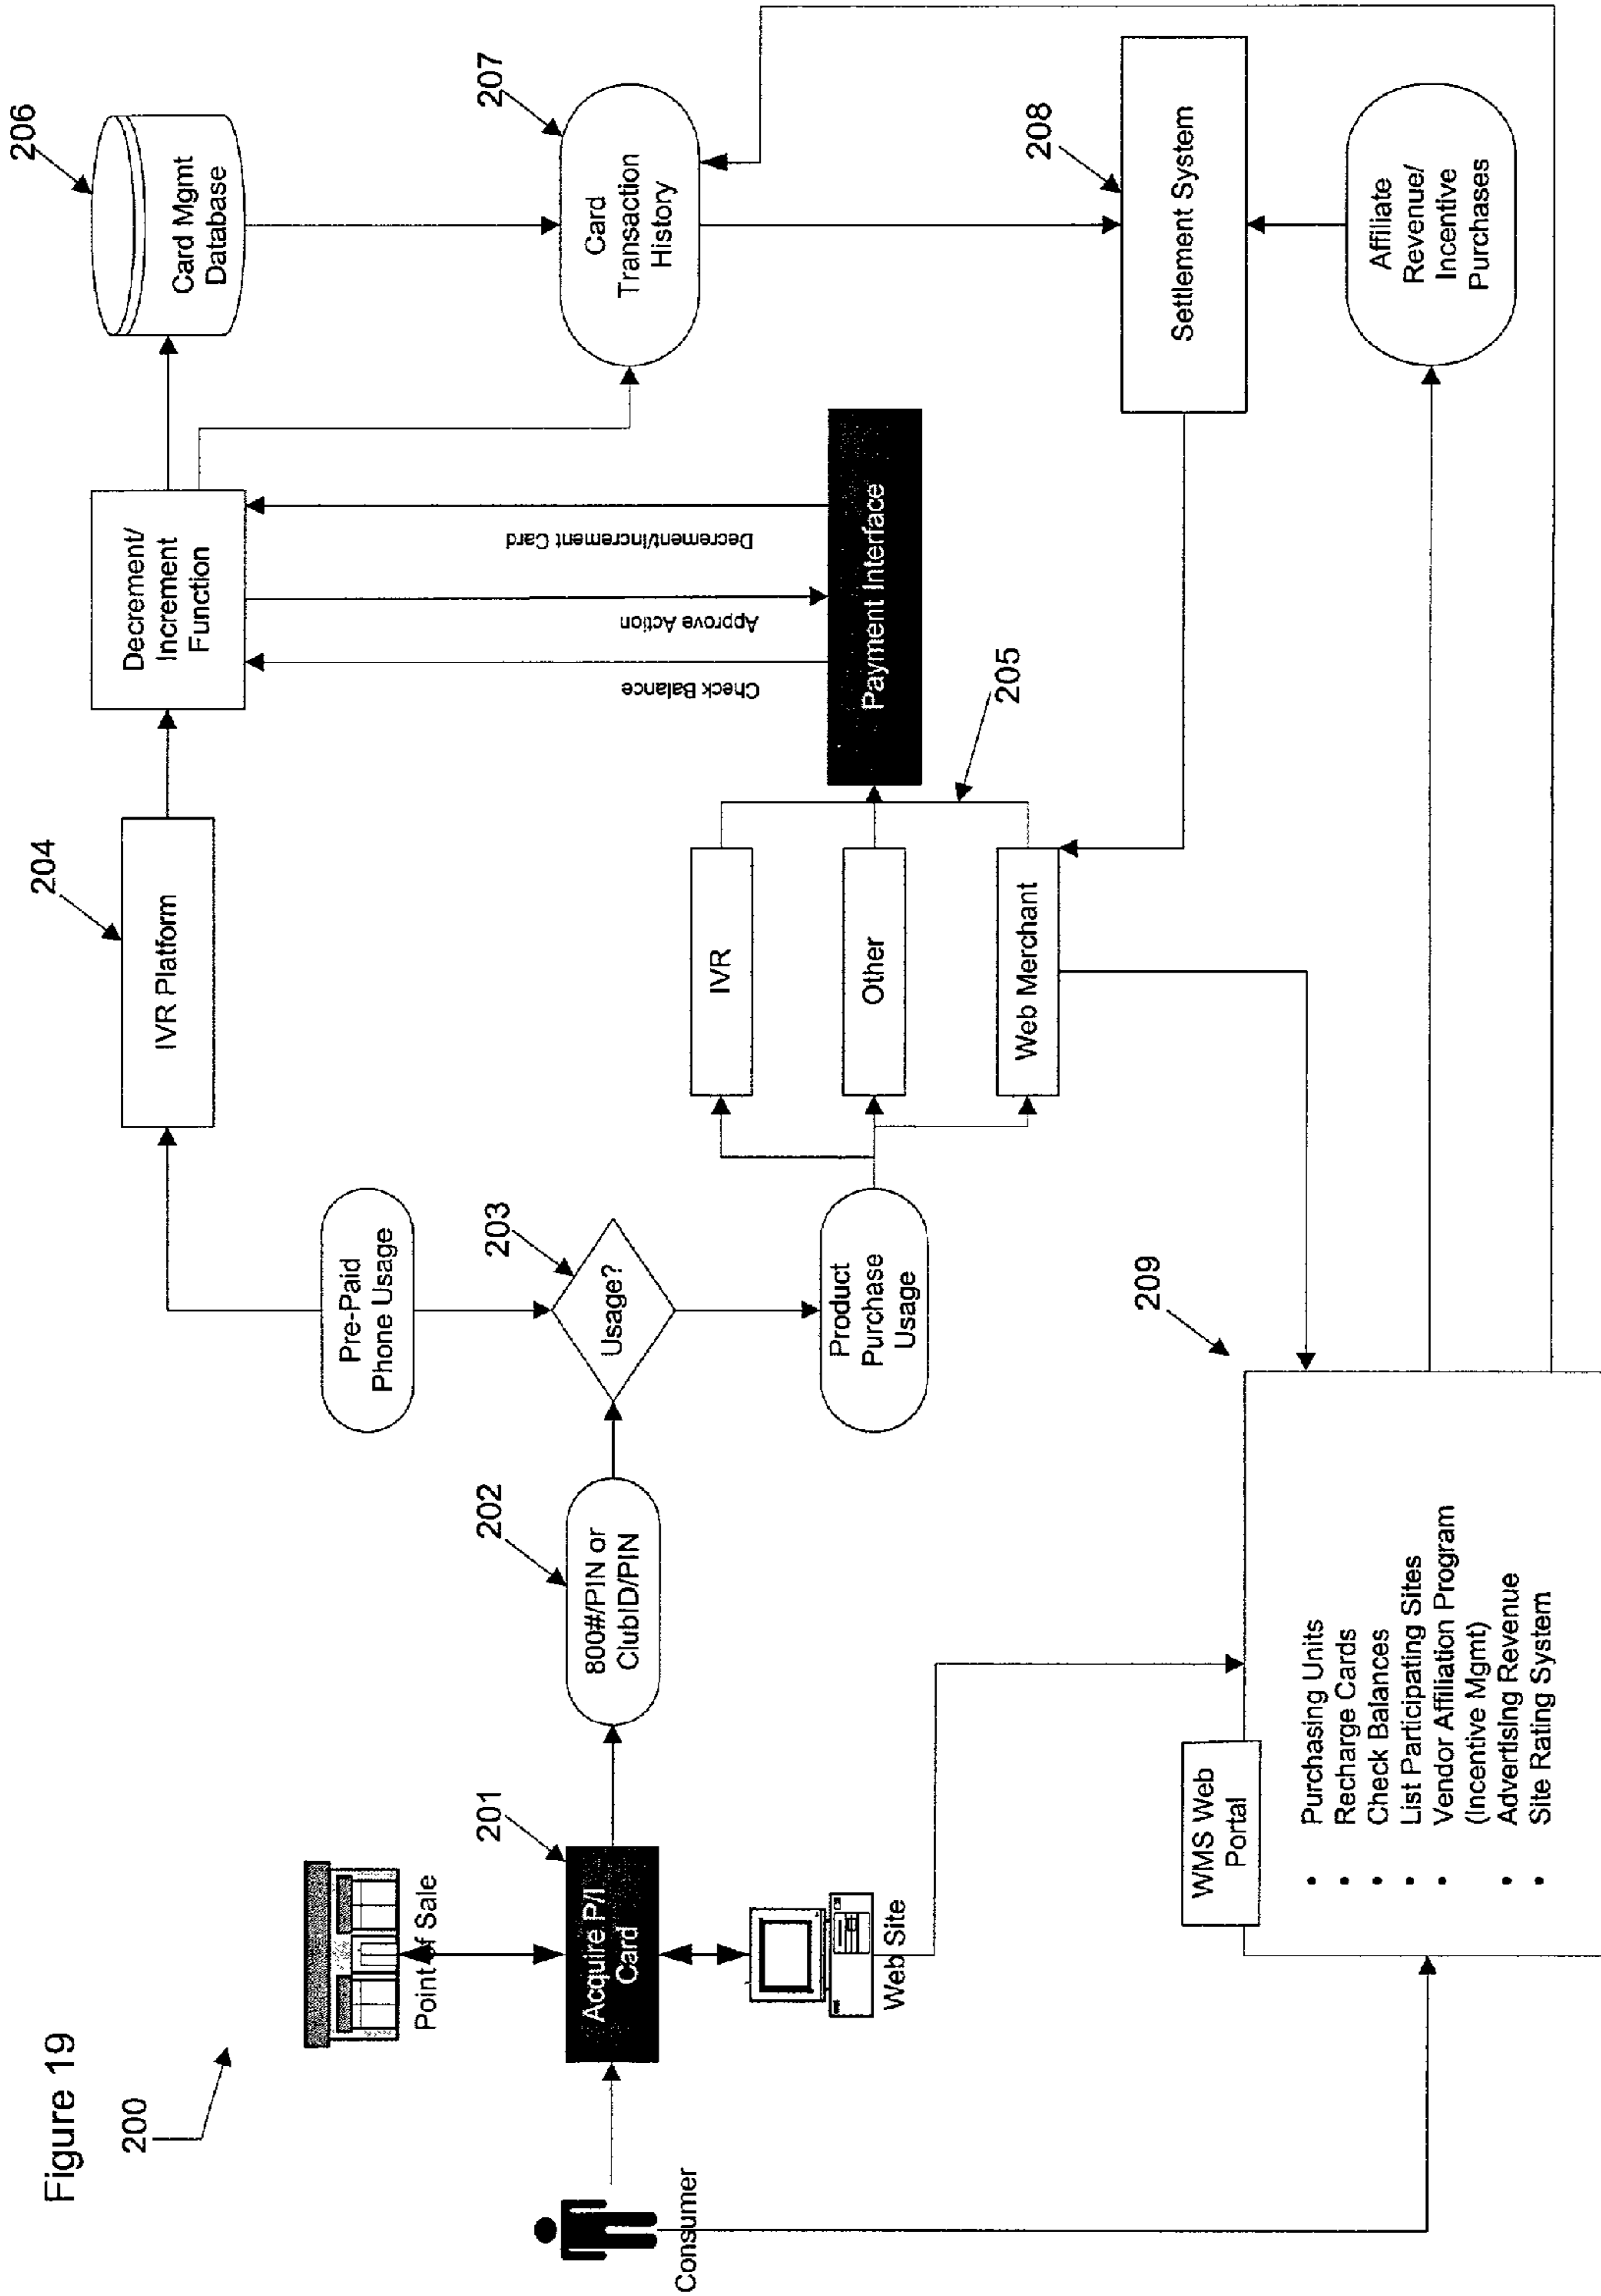 Figure 19
200
Point of Sale
Consumer
201
Acquire P/I
Card
Web Site
202
800#/PIN or
ClubID/PIN
Pre-Paid
Phone Usage
203
Usage?
Product
Purchase
Usage
204
IVR Platform
IVR
Other
Web Merchant
205
Decrement/
Increment
Function
Check Balance
Approve Action
Decrement/Increment Card
Payment Interface
206
Card Mgmt
Database
207
Card
Transaction
History
208
Settlement System
Affiliate
Revenue/
Incentive
Purchases
209
WMS Web
Portal
• Purchasing Units
• Recharge Cards
• Check Balances
• List Participating Sites
• Vendor Affiliation Program
(Incentive Mgmt)
• Advertising Revenue
• Site Rating System